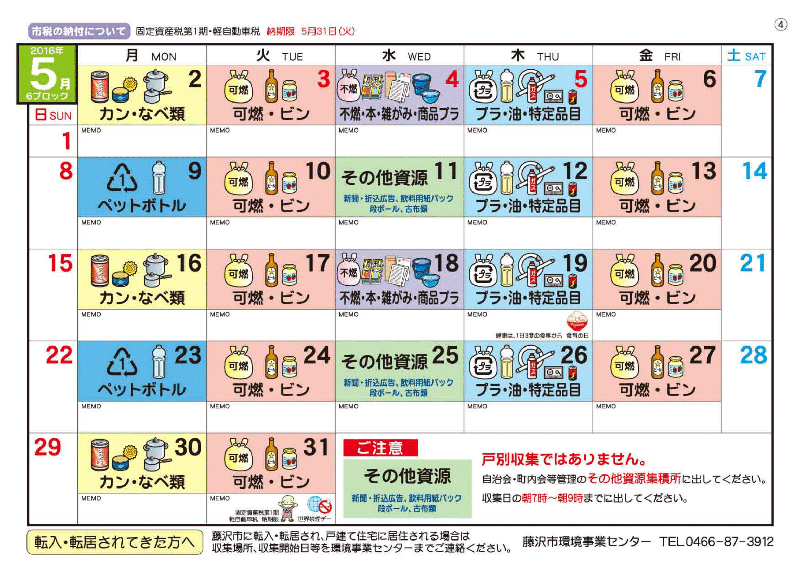 市税の納付について 固定資産税第1期・軽自動車税 納期限 5月31日(火)
④
2016年
5月
6ブロック
日 SUN
月 MON
火 TUE
水 WED
木 THU
金 FRI
土 SAT
1
2
カン・なべ類
MEMO
3
可燃
可燃・ビン
MEMO
4
不燃
不燃・本・雑がみ・商品プラ
MEMO
5
プラ
プラ・油・特定品目
MEMO
6
可燃
可燃・ビン
MEMO
7
8
9
1
ペットボトル
MEMO
10
可燃
可燃・ビン
MEMO
11
その他資源
新聞・折込広告、飲料用紙パック
段ボール、古布類
MEMO
12
プラ
プラ・油・特定品目
MEMO
13
可燃
可燃・ビン
MEMO
14
15
16
カン・なべ類
MEMO
17
可燃
可燃・ビン
MEMO
18
不燃
不燃・本・雑がみ・商品プラ
MEMO
19
プラ
プラ・油・特定品目
MEMO
健康は、1日3度の食事から 食育の日
20
可燃
可燃・ビン
MEMO
21
22
23
1
ペットボトル
MEMO
24
可燃
可燃・ビン
MEMO
25
その他資源
新聞・折込広告、飲料用紙パック
段ボール、古布類
MEMO
26
プラ
プラ・油・特定品目
MEMO
27
可燃
可燃・ビン
MEMO
28
29
30
カン・なべ類
MEMO
31
可燃
可燃・ビン
MEMO
固定資産税第1期
軽自動車税 納期限
世界禁煙デー
ご注意
その他資源
新聞・折込広告、飲料用紙パック
段ボール、古布類
戸別収集ではありません。
自治会・町内会等管理のその他資源集積所に出してください。
収集日の朝7時～朝9時までに出してください。
転入・転居されてきた方へ
藤沢市に転入・転居され、戸建て住宅に居住される場合は
収集場所、収集開始日等を環境事業センターまでご連絡ください。
藤沢市環境事業センター TEL0466-87-3912